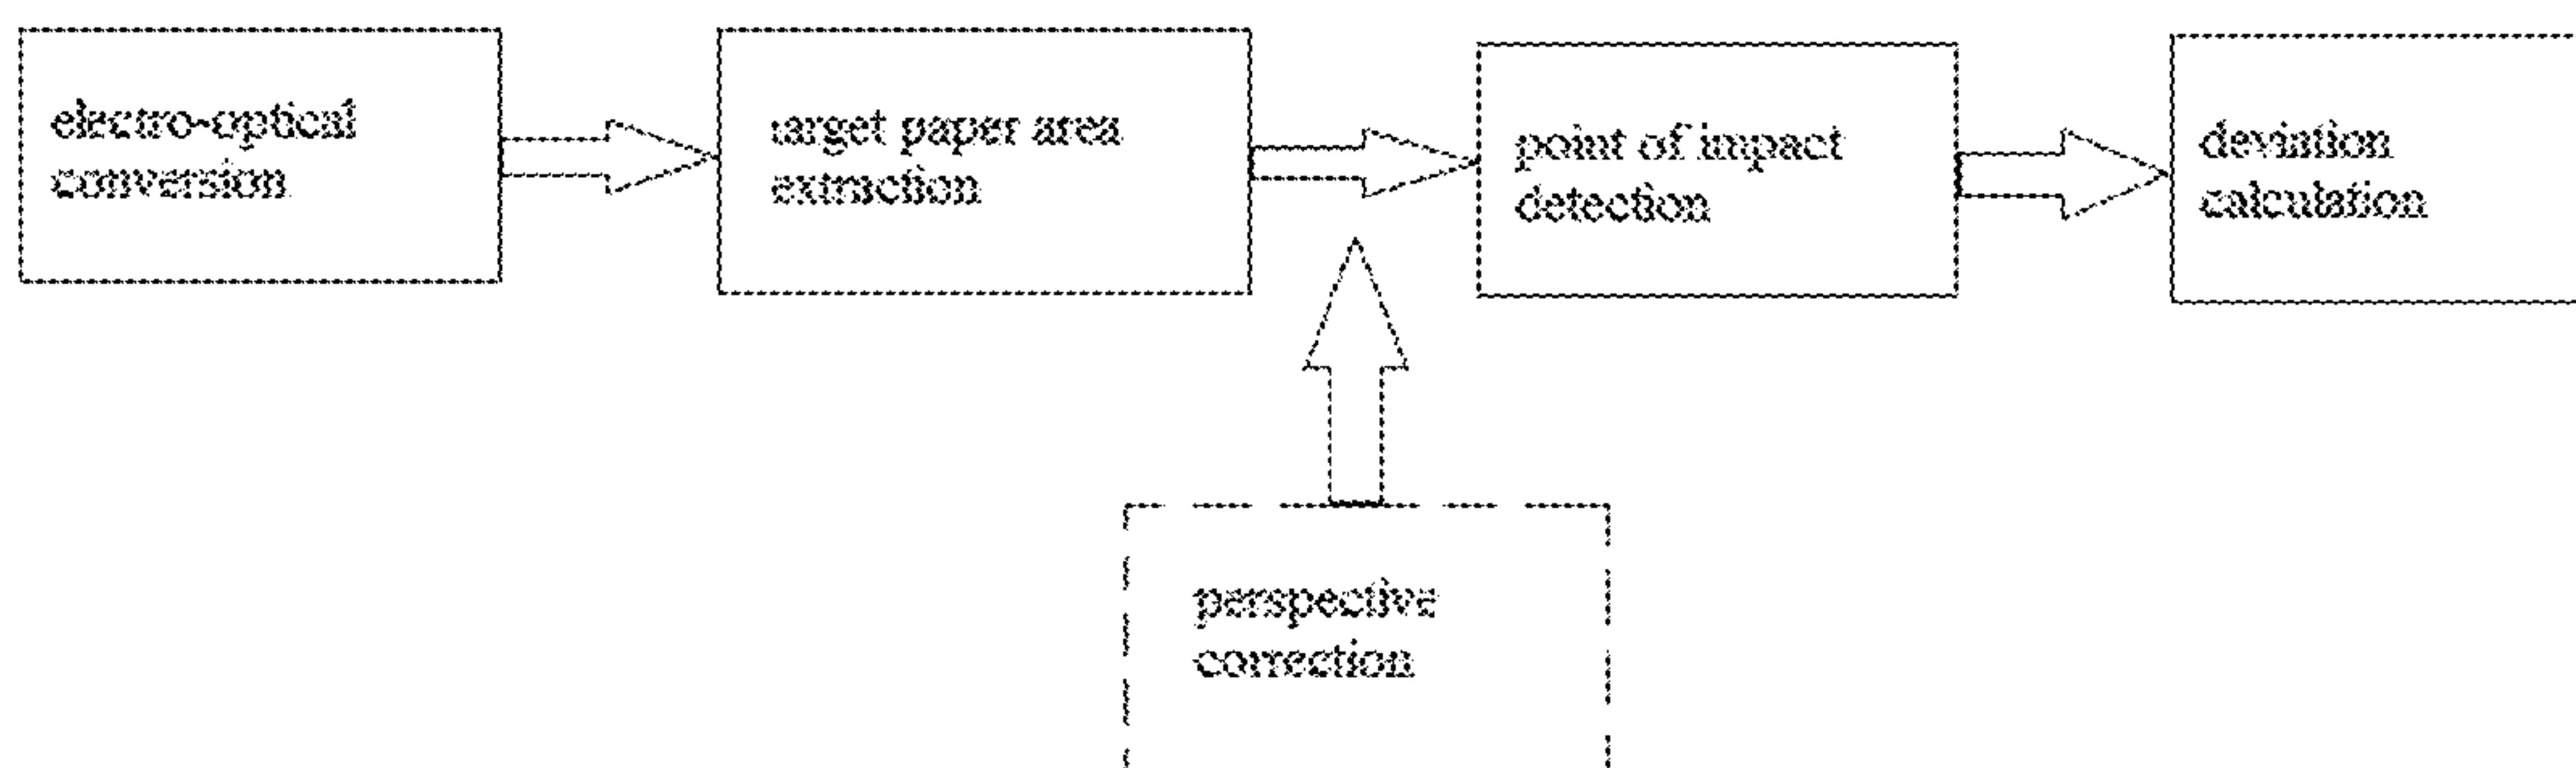 electro-optical
conversion
target paper area
extraction
point of impact
detection
deviation
calculation
perspective
correction